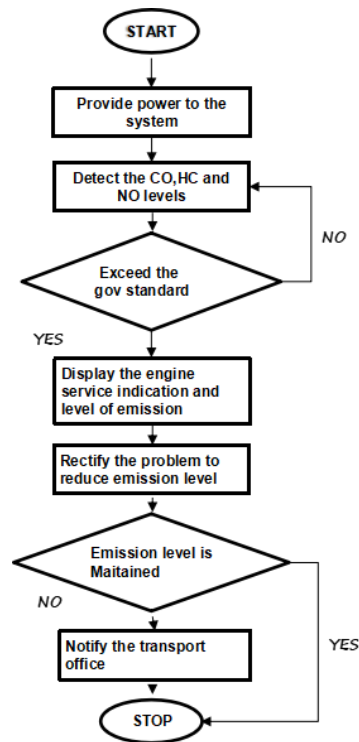 START
Provide power to the
system
Detect the CO,HC and
NO levels
NO
Exceed the
gov standard
YES
Display the engine
service indication and
level of emission
Rectify the problem to
reduce emission level
Emission level is
Maitained
NO
YES
Notify the transport
office
STOP